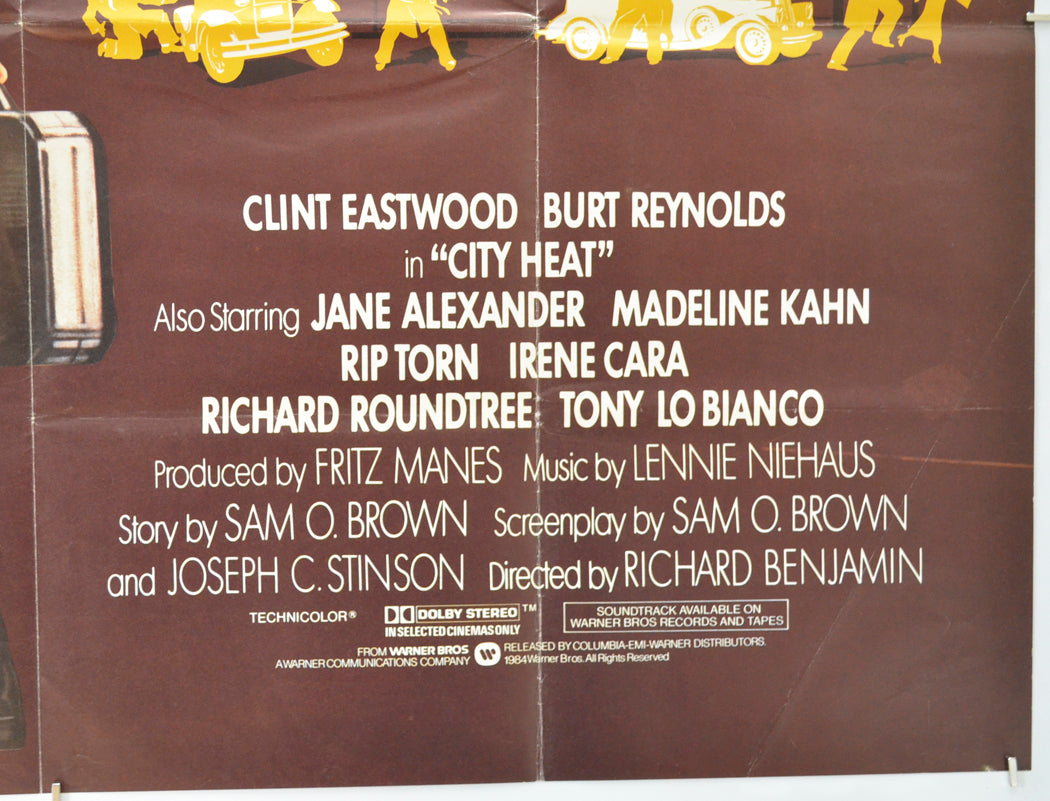 CLINT EASTWOOD BURT REYNOLDS
in "CITY HEAT"
Also Starring JANE ALEXANDER MADELINE KAHN
RIP TORN IRENE CARA
RICHARD ROUNDTREE TONY LO BIANCO
Produced by FRITZ MANES Music by LENNIE NIEHAUS
Story by SAM O. BROWN Screenplay by SAM O. BROWN
and JOSEPH C. STINSON Directed by RICHARD BENJAMIN
TECHNICOLOR® DOLBY STEREO ™
IN SELECTED CINEMAS ONLY
SOUNDTRACK AVAILABLE ON
WARNER BROS RECORDS AND TAPES
FROM WARNER BROS
A WARNER COMMUNICATIONS COMPANY
RELEASED BY COLUMBIA-EMI-WARNER DISTRIBUTORS.
1984 Warner Bros. All Rights Reserved